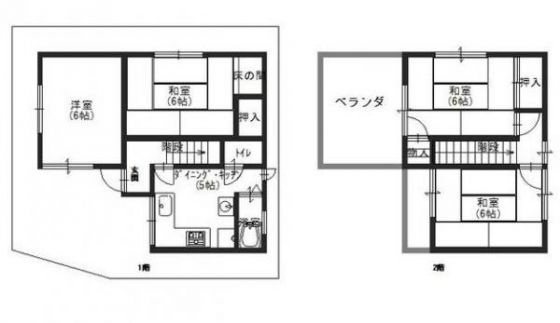 洋室
(6帖)
和室
(6帖)
床の間
押入
玄関
階段
トイレ
ダイニング・キッチン
(5帖)
浴室
1階
ベランダ
和室
(6帖)
押入
物入
階段
和室
(6帖)
2階